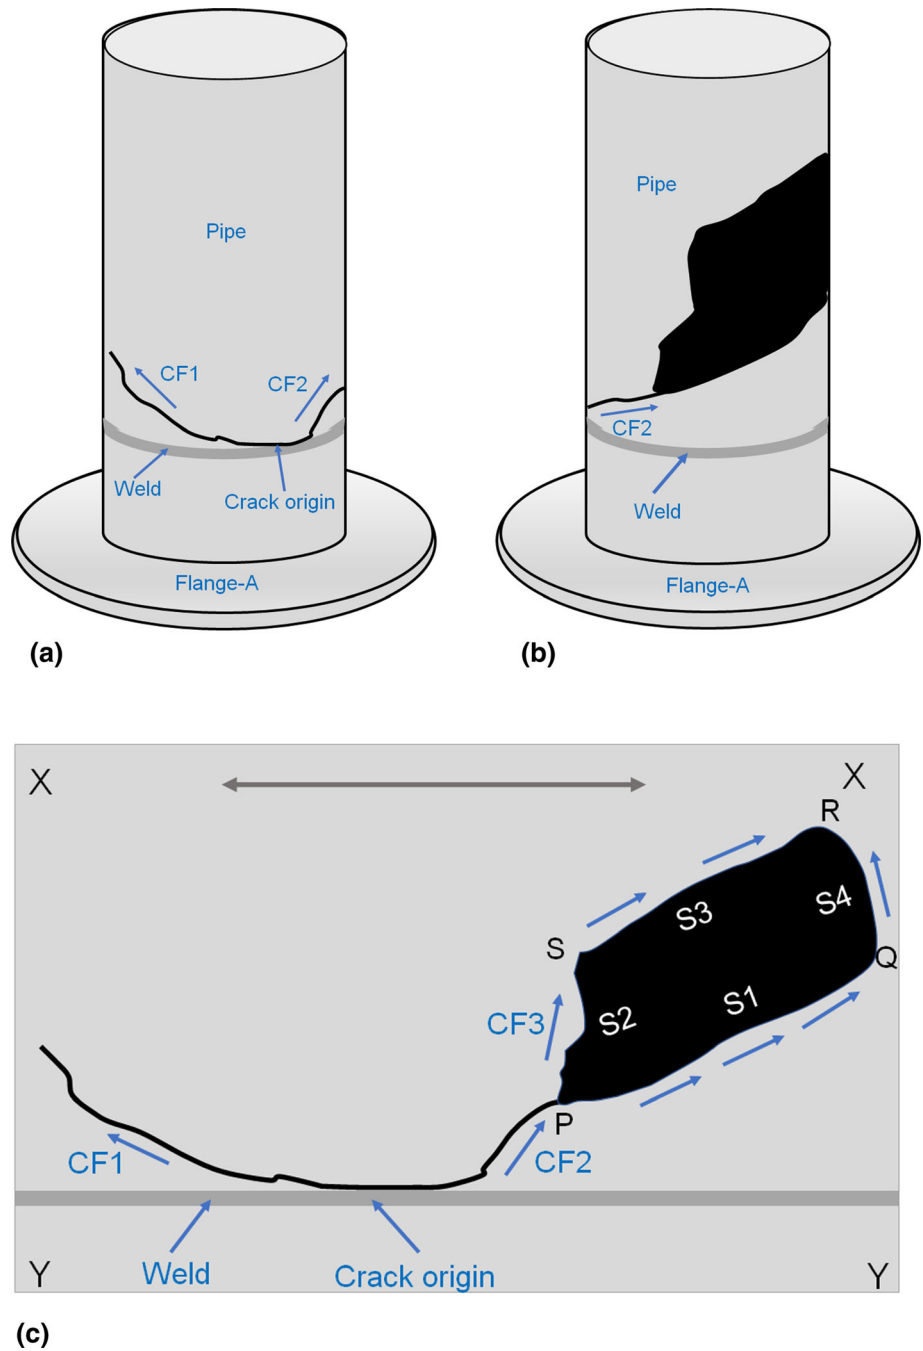 Pipe
CF1
CF2
Weld
Crack origin
Flange-A
(a)
Pipe
CF2
Weld
Flange-A
(b)
X
X
R
S
S3
S4
Q
S1
CF3
S2
P
CF1
CF2
Weld
Crack origin
Y
Y
(c)